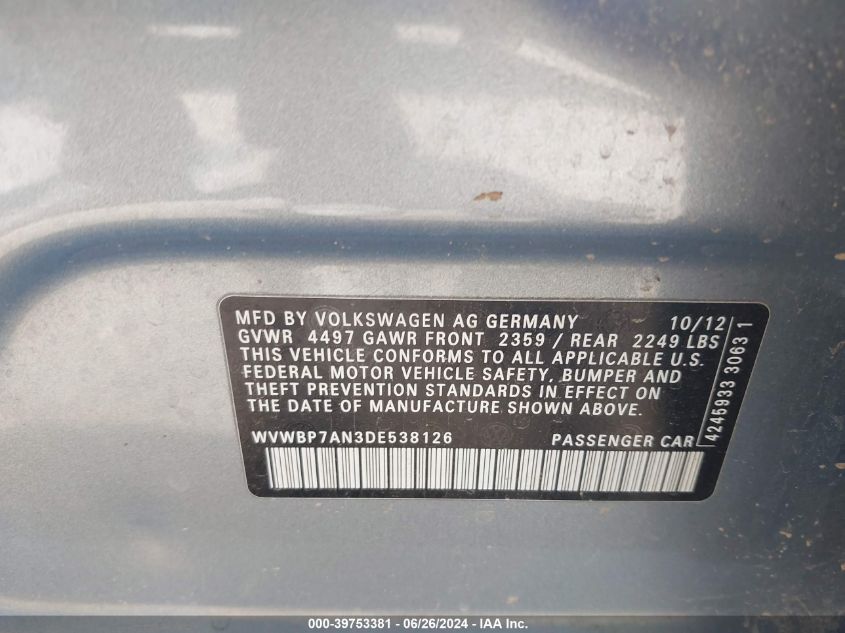 MFD BY VOLKSWAGEN AG GERMANY 10/12
GVWR 4497 GAWR FRONT 2359 / REAR 2249 LBS
THIS VEHICLE CONFORMS TO ALL APPLICABLE U.S.
FEDERAL MOTOR VEHICLE SAFETY, BUMPER AND
THEFT PREVENTION STANDARDS IN EFFECT ON
THE DATE OF MANUFACTURE SHOWN ABOVE.
WVWBP7AN3DE538126 PASSENGER CAR
4245933 30631
000-39753381 - 06/26/2024 - IAA Inc.